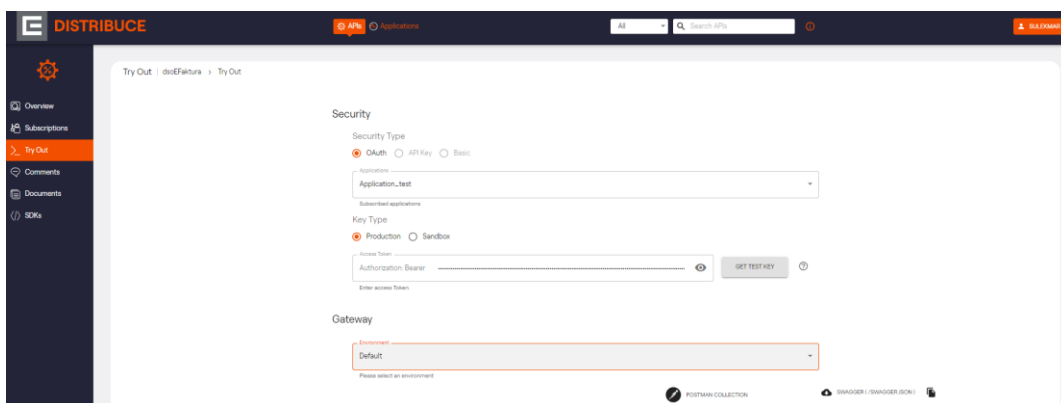 E DISTRIBUCE
APIs Applications
All Search APIs
SULEKMAR
Try Out | dsoEFaktura > Try Out
Overview
Subscriptions
Try Out
Comments
Documents
SDKs
Security
Security Type
OAuth API Key Basic
Applications
Application_test
Subscribed applications
Key Type
Production Sandbox
Access Token
Authorization: Bearer
GET TEST KEY
Enter access Token
Gateway
Environment
Default
Please select an environment
POSTMAN COLLECTION
SWAGGER ( /SWAGGER.JSON )